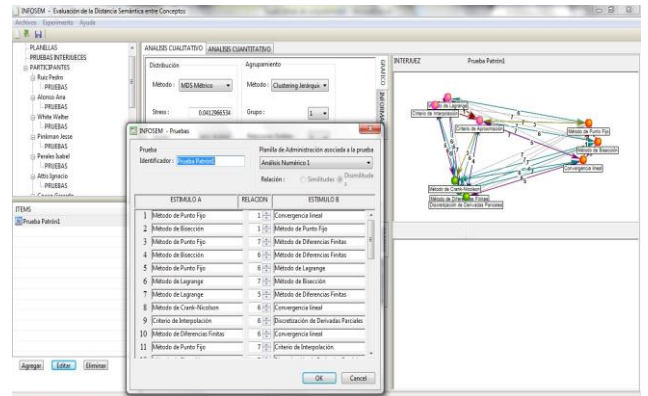 INFOSEM - Evaluación de la Distancia Semántica entre Conceptos
Archivos Experimento Ayuda
PLANILLAS
PRUEBAS INTERJUECES
PARTICIPANTES
Ruiz Pedro
PRUEBAS
Alonso Ana
PRUEBAS
White Walter
PRUEBAS
Pinkman Jesse
PRUEBAS
Perales Isabel
PRUEBAS
Atto Ignacio
PRUEBAS
ITEMS
Prueba Patrón1
Agregar Editar Eliminar
ANALISIS CUALITATIVO ANALISIS CUANTITATIVO
Distribución
Agrupamiento
Método: MDS Métrico
Método: Clustering Jerárquic
Stress: 0.0412966534
Grupo: 1
GRAFICO
INTERJUEZ Prueba Patrón1
Método de Lagrange
Criterio de Interpolación
Criterio de Aproximación
Método de Punto Fijo
Método de Bisección
Convergencia lineal
Método de Crank-Nicolson
Método de Diferencias Finitas
Discretización de Derivadas Parciales
INFOSEM - Pruebas
Prueba
Planilla de Administración asociada a la prueba
Identificador: Prueba Patrón1
Análisis Numérico 1
Relación: Similitudes
ESTIMULO A RELACION ESTIMULO B
1 Método de Punto Fijo 1 Convergencia lineal
2 Método de Bisección 1 Método de Punto Fijo
3 Método de Punto Fijo 7 Método de Diferencias Finitas
4 Método de Bisección 6 Método de Diferencias Finitas
5 Método de Punto Fijo 6 Método de Lagrange
6 Método de Lagrange 7 Método de Bisección
7 Método de Lagrange 5 Método de Diferencias Finitas
8 Método de Crank-Nicolson 6 Convergencia lineal
9 Criterio de Interpolación 6 Discretización de Derivadas Parciales
10 Método de Diferencias Finitas 6 Convergencia lineal
11 Método de Punto Fijo 7 Criterio de Interpolación
OK Cancel